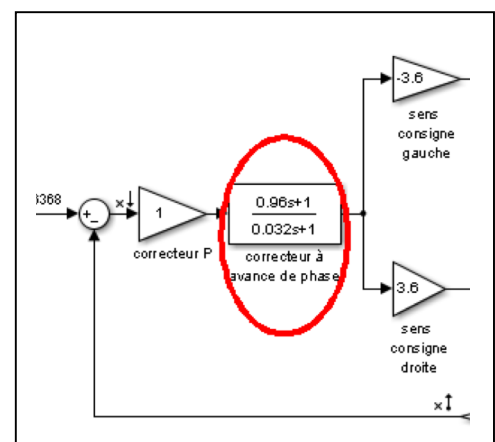 -3.6
sens
consigne
gauche
368
+
-
x
1
correcteur P
0.96s+1
0.032s+1
correcteur à
avance de phase
3.6
sens
consigne
droite
x